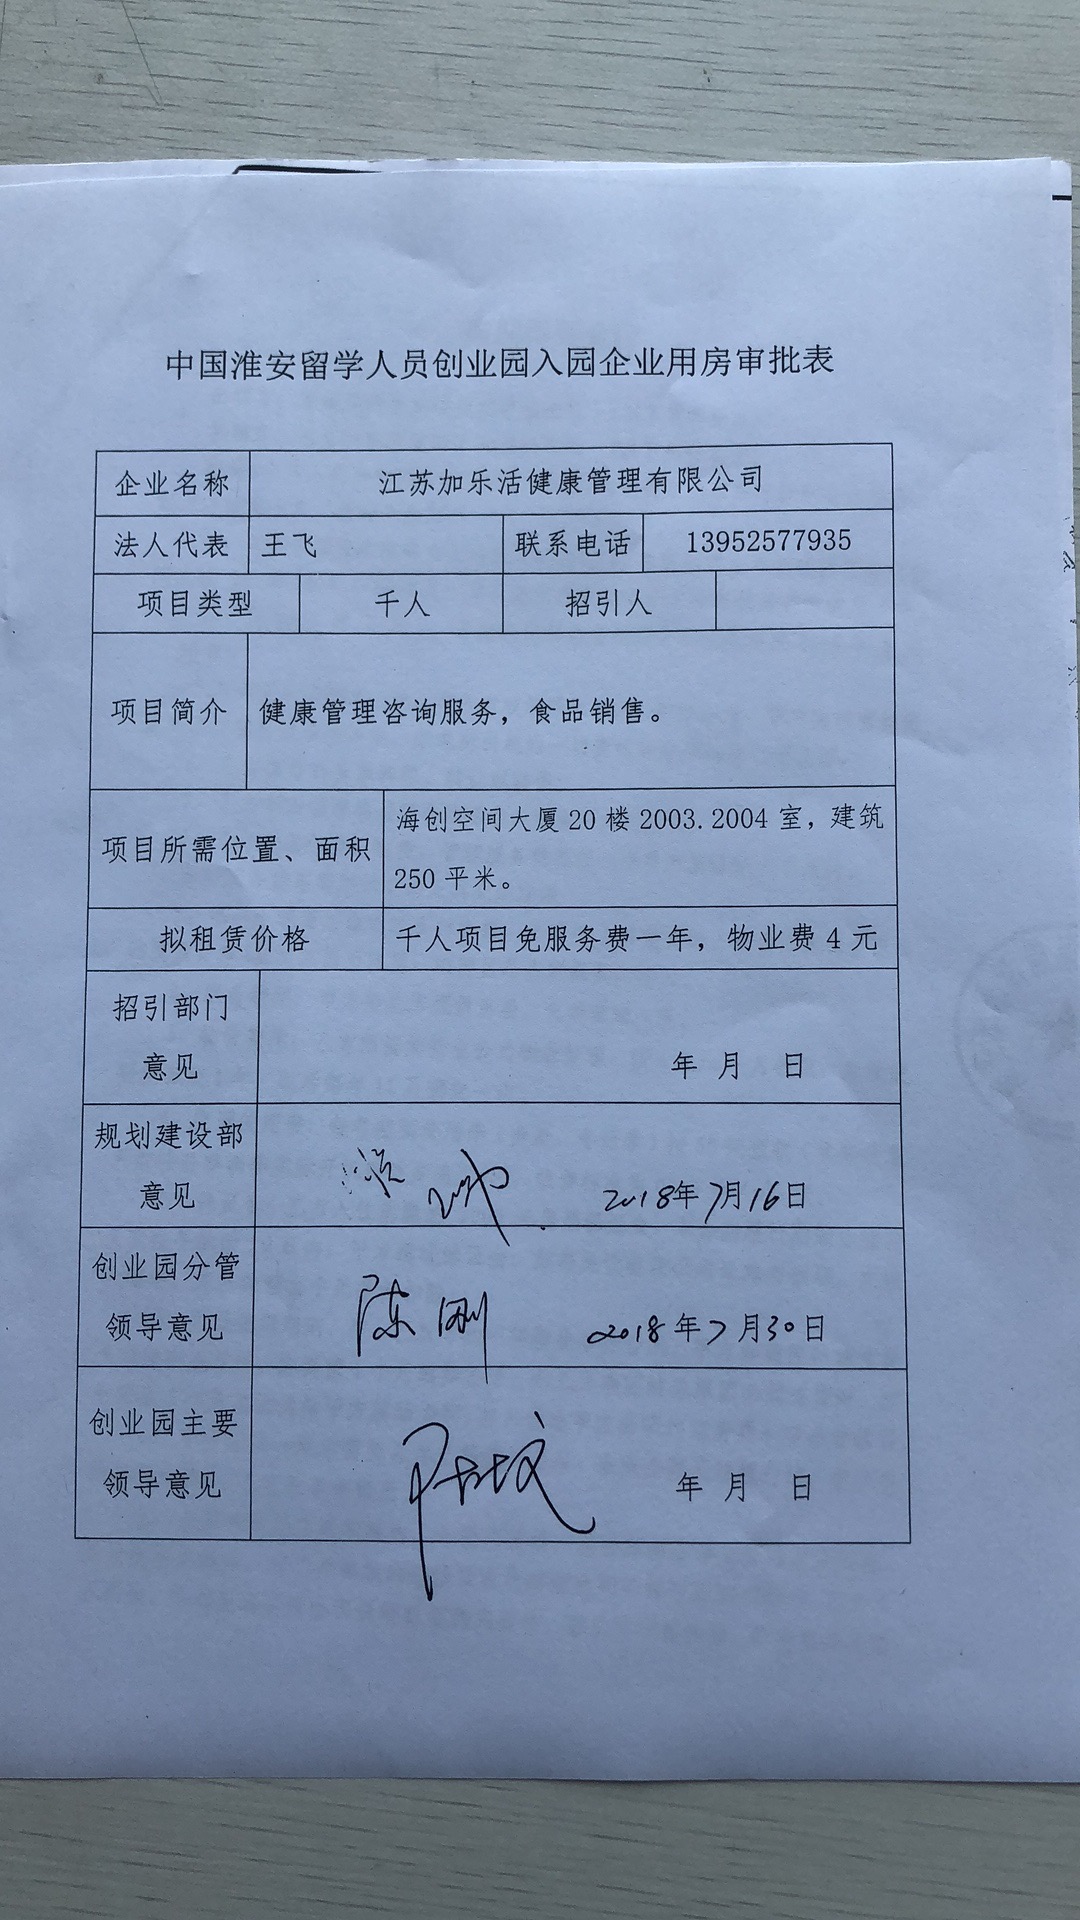 中国淮安留学人员创业园入园企业用房审批表
企业名称 江苏加乐活健康管理有限公司
法人代表 王飞 联系电话 13952577935
项目类型 千人 招引人
项目简介 健康管理咨询服务，食品销售。
项目所需位置、面积 海创空间大厦 20 楼 2003.2004 室，建筑
250 平米。
拟租赁价格 千人项目免服务费一年，物业费 4 元
招引部门
意见 年 月 日
规划建设部
意见 2018年7月16日
创业园分管
领导意见 陈刚 2018年7月30日
创业园主要
领导意见 年 月 日